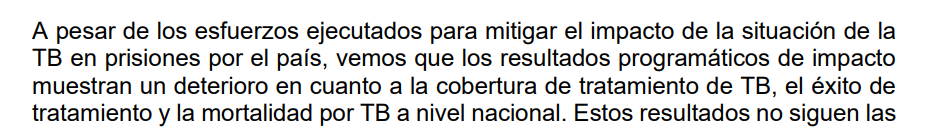 A pesar de los esfuerzos ejecutados para mitigar el impacto de la situación de la
TB en prisiones por el país, vemos que los resultados programáticos de impacto
muestran un deterioro en cuanto a la cobertura de tratamiento de TB, el éxito de
tratamiento y la mortalidad por TB a nivel nacional. Estos resultados no siguen las